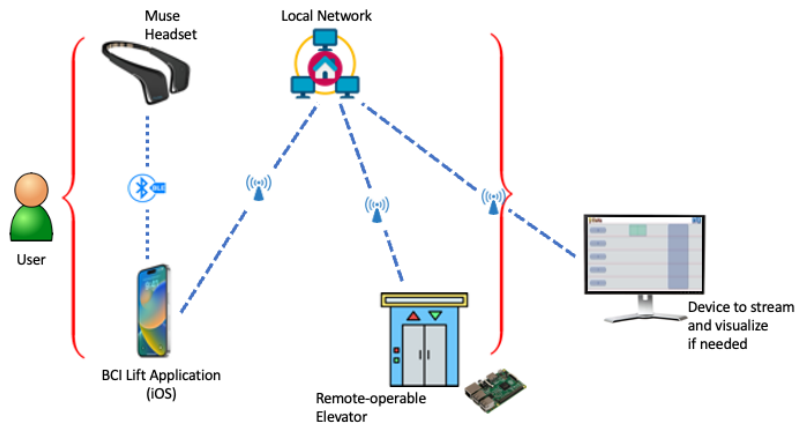 Muse
Headset
Local Network
BLE
User
BCI Lift Application
(iOS)
Remote-operable
Elevator
Device to stream
and visualize
if needed